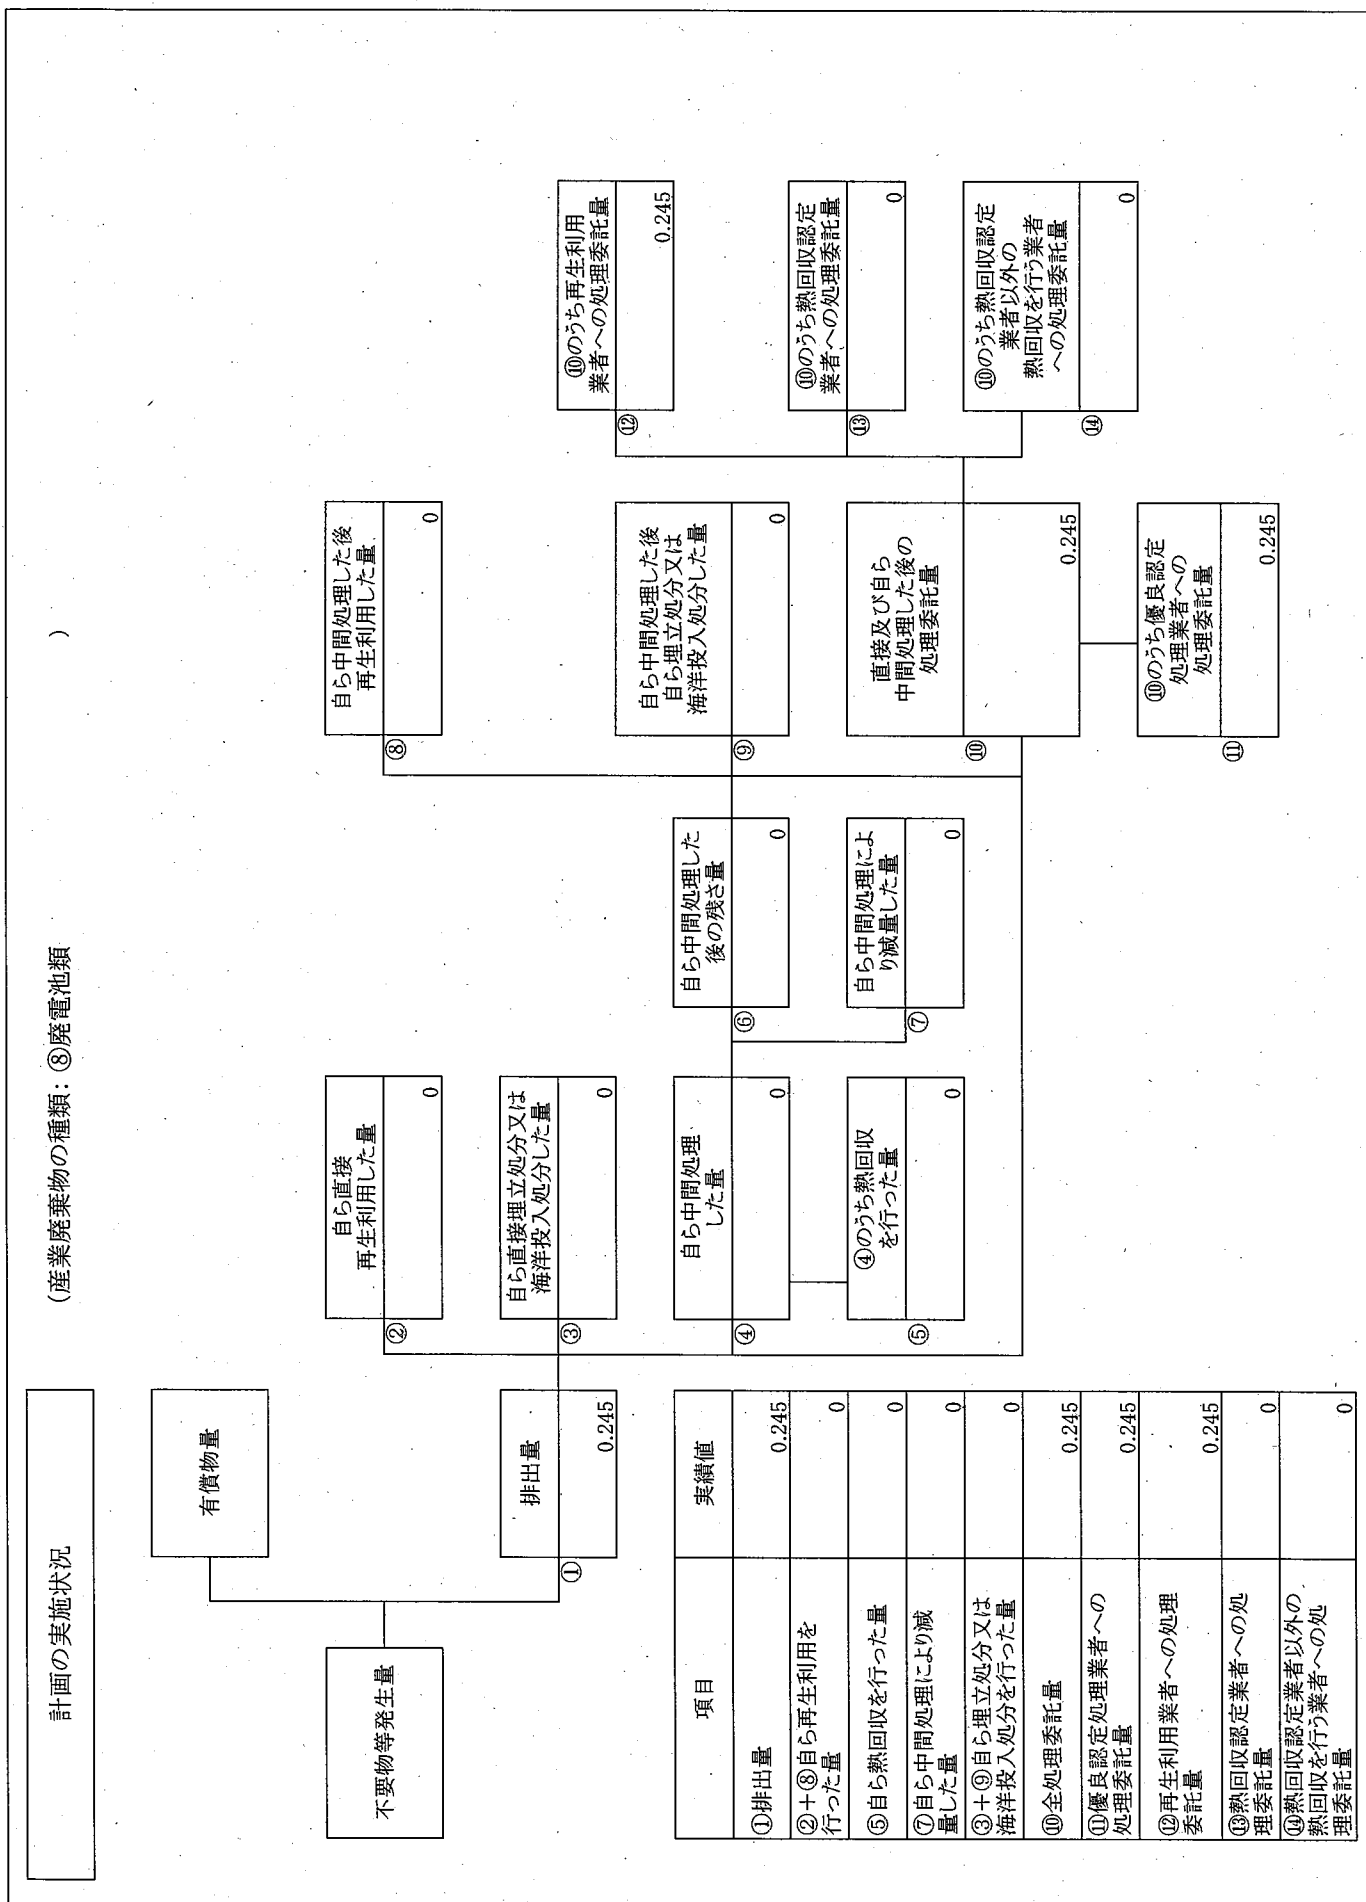 計画の実施状況
(産業廃棄物の種類：⑧廃電池類 )
不要物等発生量
有償物量
①
排出量
0.245
②
自ら直接
再生利用した量
0
③
自ら直接埋立処分又は
海洋投入処分した量
0
④
自ら中間処理
した量
0
⑤
④のうち熱回収
を行った量
0
⑥
自ら中間処理した
後の残さ量
0
⑦
自ら中間処理によ
り減量した量
0
⑧
自ら中間処理した後
再生利用した量
0
⑨
自ら中間処理した後
自ら埋立処分又は
海洋投入処分した量
0
⑩
直接及び自ら
中間処理した後の
処理委託量
0.245
⑪
⑩のうち優良認定
処理業者への
処理委託量
0.245
⑫
⑩のうち再生利用
業者への処理委託量
0.245
⑬
⑩のうち熱回収認定
業者への処理委託量
0
⑭
⑩のうち熱回収認定
業者以外の
熱回収を行う業者
への処理委託量
0
項目 実績値
①排出量 0.245
②＋⑧自ら再生利用を
行った量 0
⑤自ら熱回収を行った量 0
⑦自ら中間処理により減
量した量 0
③＋⑨自ら埋立処分又は
海洋投入処分を行った量 0
⑩全処理委託量 0.245
⑪優良認定処理業者への
処理委託量 0.245
⑫再生利用業者への処理
委託量 0.245
⑬熱回収認定業者への処
理委託量 0
⑭熱回収認定業者以外の
熱回収を行う業者への処
理委託量 0